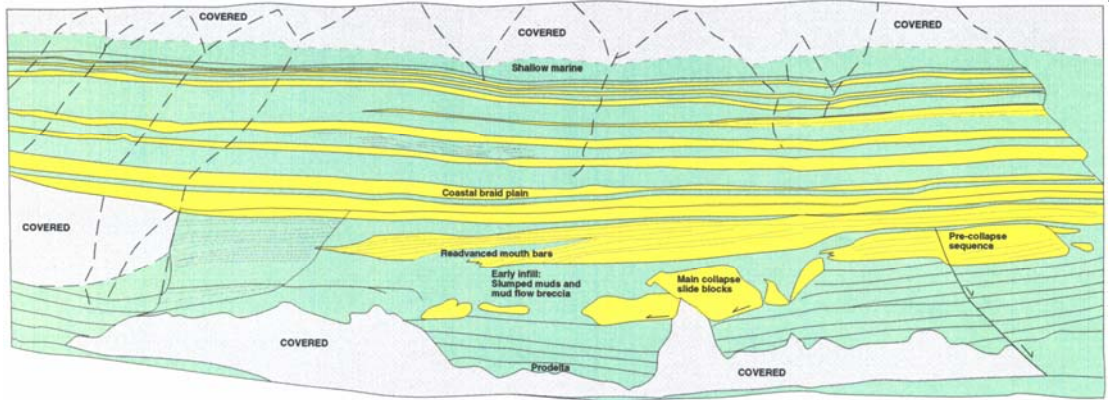 COVERED
COVERED
COVERED
Shallow marine
Coastal braid plain
COVERED
Readvanced mouth bars
Pre-collapse
sequence
Early infill:
Slumped muds and
mud flow breccia
Main collapse
slide blocks
COVERED
Prodelta
COVERED